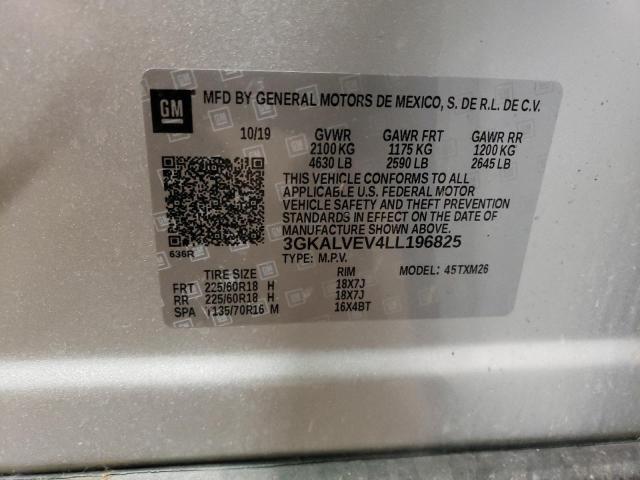 GM MFD BY GENERAL MOTORS DE MEXICO, S. DE R.L. DE C.V.
10/19 GVWR GAWR FRT GAWR RR
2100 KG 1175 KG 1200 KG
4630 LB 2590 LB 2645 LB
THIS VEHICLE CONFORMS TO ALL
APPLICABLE U.S. FEDERAL MOTOR
VEHICLE SAFETY AND THEFT PREVENTION
STANDARDS IN EFFECT ON THE DATE OF
MANUFACTURE SHOWN ABOVE.
3GKALVEV4LL196825
636R
TYPE: M.P.V.
TIRE SIZE RIM MODEL: 45TXM26
FRT 225/60R18 H 18X7J
RR 225/60R18 H 18X7J
SPA T135/70R16 M 16X4BT